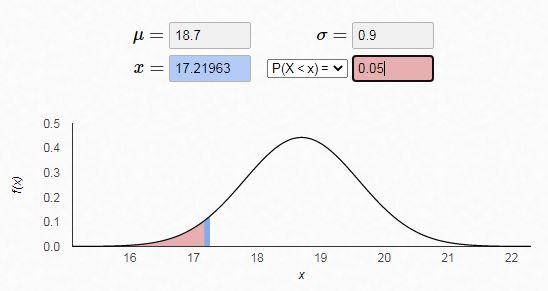 μ = 18.7 σ = 0.9
x = 17.21963 P(X < x) = 0.05
0.5
0.4
0.3
0.2
0.1
0.0
f(x)
16 17 18 19 20 21 22
x